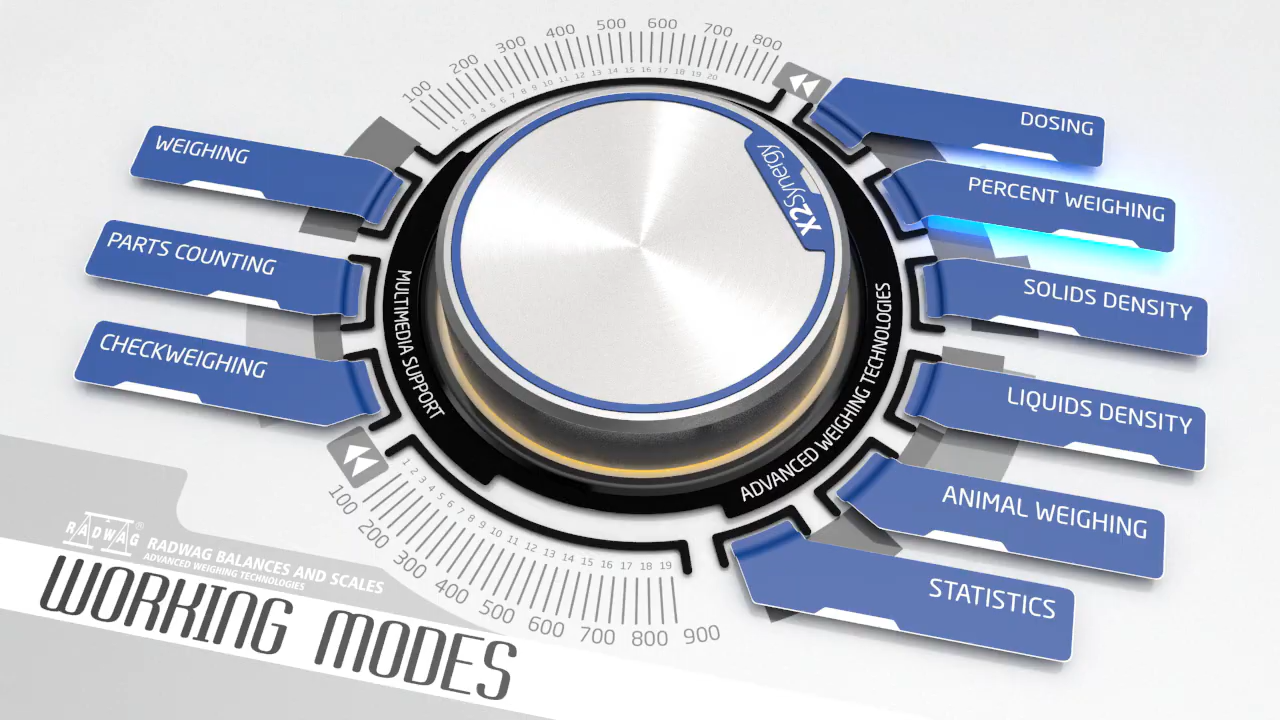 100 200 300 400 500 600 700 800
1 2 3 4 5 6 7 8 9 10 11 12 13 14 15 16 17 18 19 20
WEIGHING
PARTS COUNTING
CHECKWEIGHING
X2Synergy
MULTIMEDIA SUPPORT
ADVANCED WEIGHING TECHNOLOGIES
DOSING
PERCENT WEIGHING
SOLIDS DENSITY
LIQUIDS DENSITY
ANIMAL WEIGHING
STATISTICS
1 2 3 4 5 6 7 8 9 10 11 12 13 14 15 16 17 18 19
100 200 300 400 500 600 700 800 900
RADWAG®
RADWAG BALANCES AND SCALES
ADVANCED WEIGHING TECHNOLOGIES
WORKING MODES